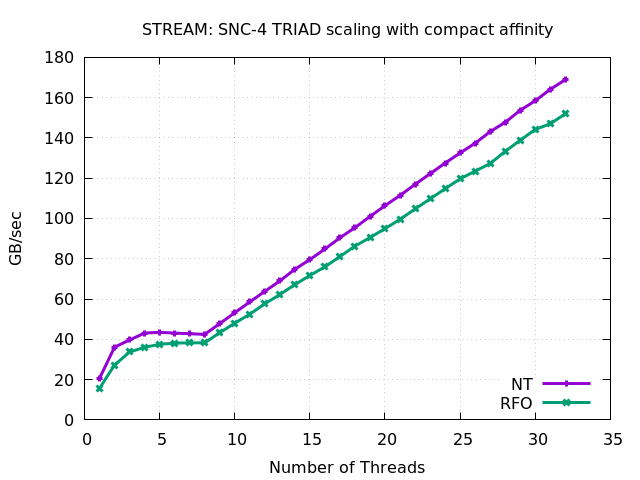 STREAM: SNC-4 TRIAD scaling with compact affinity
180
160
140
120
100
80
60
40
20
0
GB/sec
NT
RFO
0 5 10 15 20 25 30 35
Number of Threads